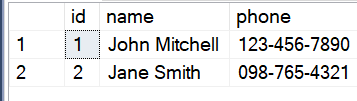 id name phone
1 1 John Mitchell 123-456-7890
2 2 Jane Smith 098-765-4321